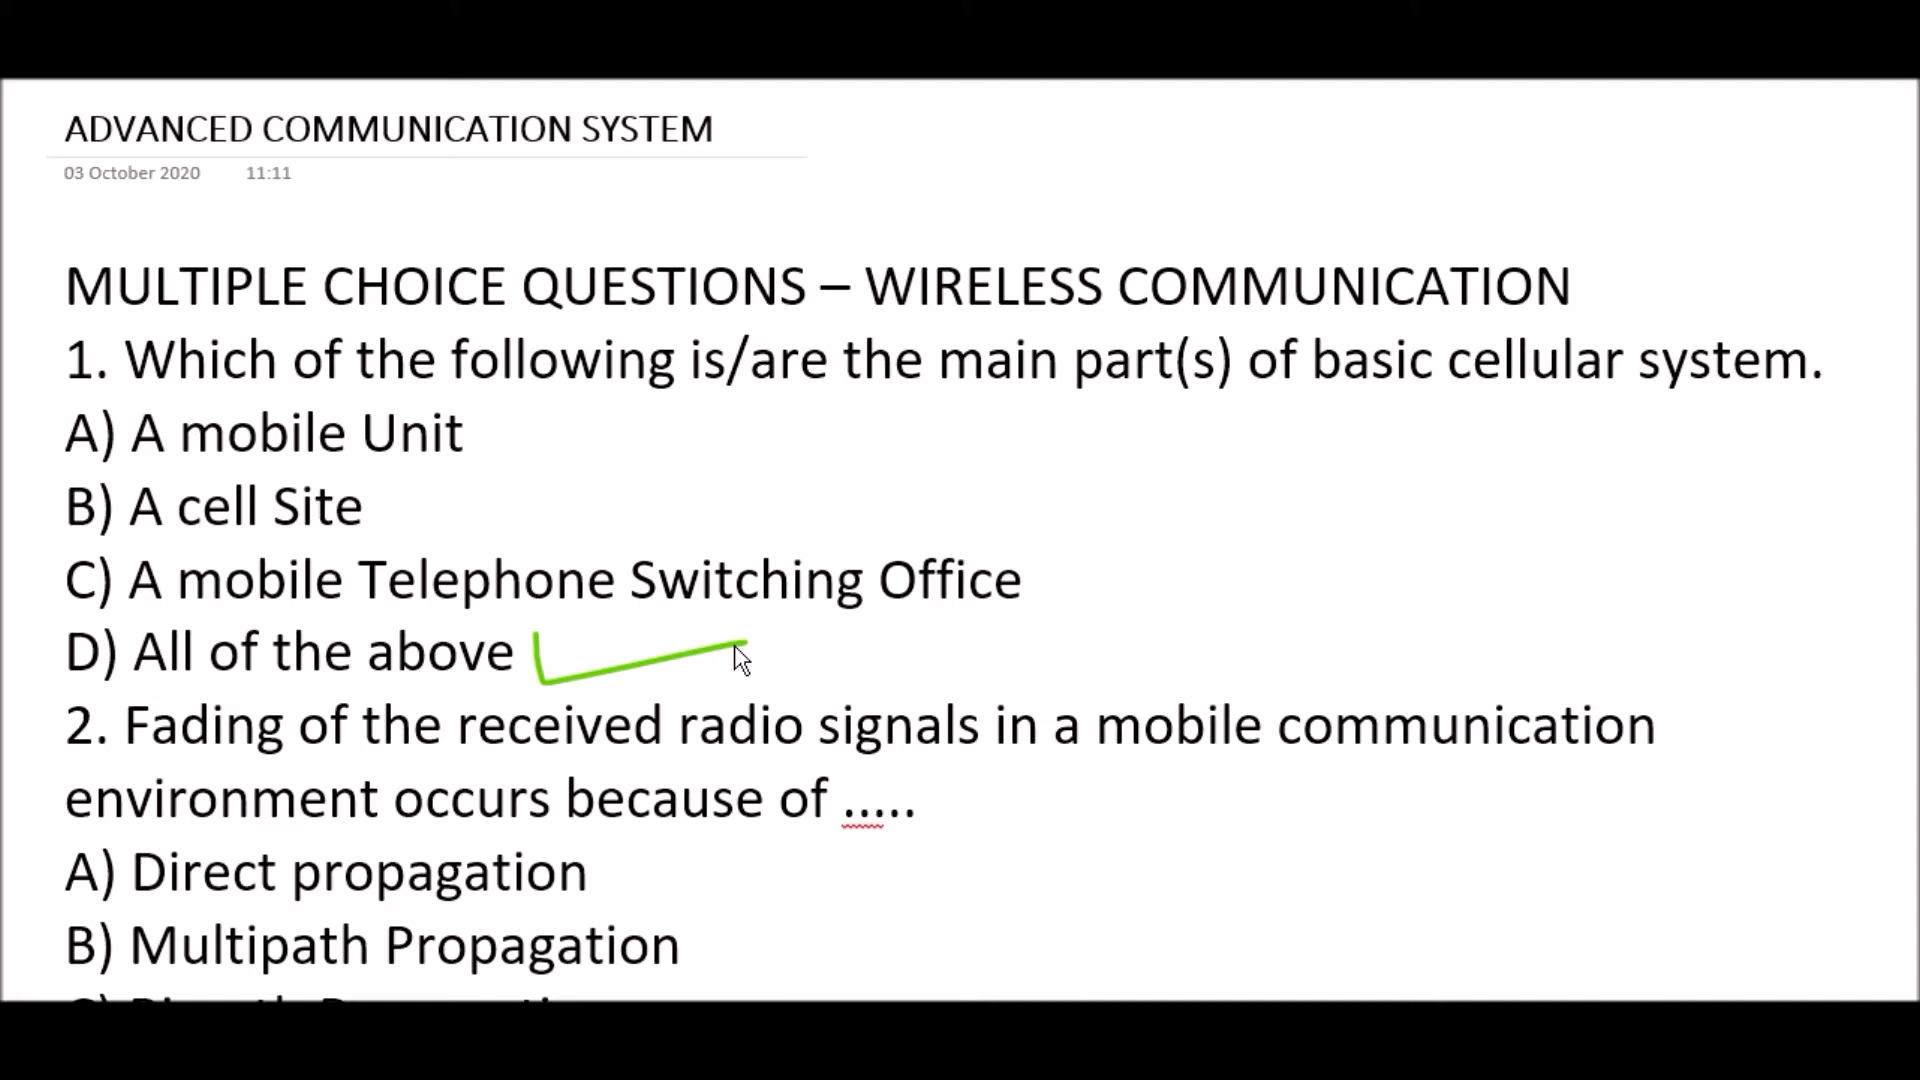 ADVANCED COMMUNICATION SYSTEM
03 October 2020 11:11
MULTIPLE CHOICE QUESTIONS – WIRELESS COMMUNICATION
1. Which of the following is/are the main part(s) of basic cellular system.
A) A mobile Unit
B) A cell Site
C) A mobile Telephone Switching Office
D) All of the above
2. Fading of the received radio signals in a mobile communication
environment occurs because of .....
A) Direct propagation
B) Multipath Propagation